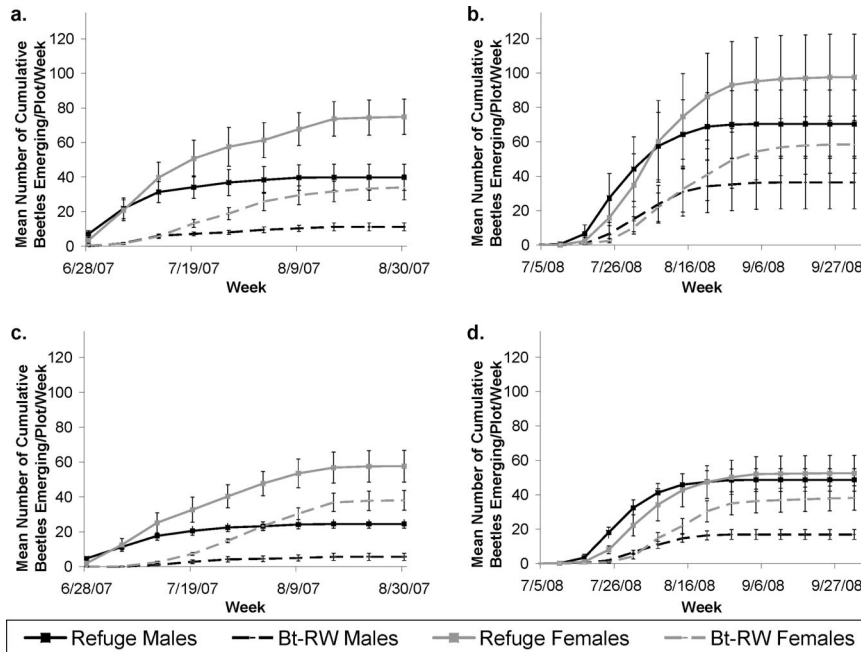 a.
Mean Number of Cumulative
Beetles Emerging/Plot/Week
120
100
80
60
40
20
0
6/28/07 7/19/07 8/9/07 8/30/07
Week
b.
Mean Number of Cumulative
Beetles Emerging/Plot/Week
120
100
80
60
40
20
0
7/5/08 7/26/08 8/16/08 9/6/08 9/27/08
Week
c.
Mean Number of Cumulative
Beetles Emerging/Plot/Week
120
100
80
60
40
20
0
6/28/07 7/19/07 8/9/07 8/30/07
Week
d.
Mean Number of Cumulative
Beetles Emerging/Plot/Week
120
100
80
60
40
20
0
7/5/08 7/26/08 8/16/08 9/6/08 9/27/08
Week
Refuge Males Bt-RW Males Refuge Females Bt-RW Females